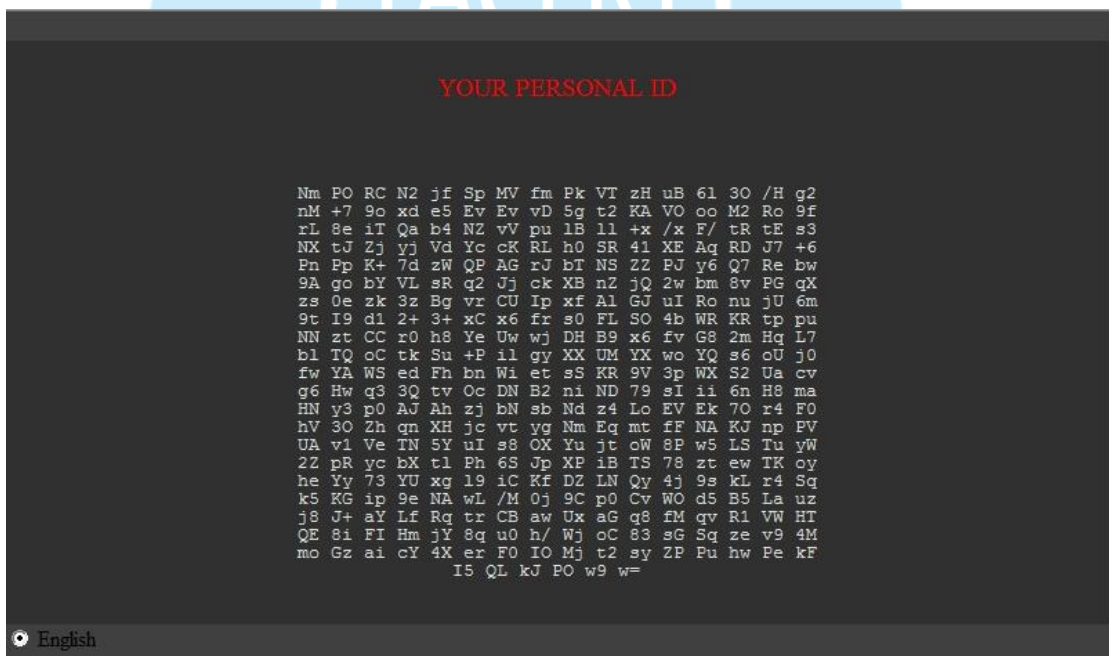 YOUR PERSONAL ID
Nm PO RC N2 jf Sp MV fm Pk VT zH uB 6l 3O /H g2
nM +7 9o xd e5 Ev Ev vD 5g t2 KA VO oo M2 Ro 9f
rL 8e iT Qa b4 NZ vV pu lB ll +x /x F/ tR tE s3
NX tJ Zj yj Vd Yc cK RL h0 SR 41 XE Aq RD J7 +6
Pn Pp K+ 7d zW QP AG rJ bT NS ZZ PJ y6 Q7 Re bw
9A go bY VL sR q2 Jj ck XB nZ jQ 2w bm 8v PG qX
zs 0e zk 3z Bg vr CU Ip xf Al GJ uI Ro nu jU 6m
9t I9 d1 2+ 3+ xC x6 fr s0 FL SO 4b WR KR tp pu
NN zt CC r0 h8 Ye Uw wj DH B9 x6 fv G8 2m Hq L7
bl TQ oC tk Su +P il gy XX UM YX wo YQ s6 oU j0
fw YA WS ed Fh bn Wi et sS KR 9V 3p WX S2 Ua cv
g6 Hw q3 3Q tv Oc DN B2 ni ND 79 sI ii 6n H8 ma
HN y3 p0 AJ Ah zj bN sb Nd z4 Lo EV Ek 7O r4 F0
hV 3O Zh qn XH jc vt yg Nm Eq mt fF NA KJ np PV
UA v1 Ve TN 5Y uI s8 OX Yu jt oW 8P w5 LS Tu yW
2Z pR yc bX tl Ph 6S Jp XP iB TS 78 zt ew TK oy
he Yy 73 YU xg l9 iC Kf DZ LN Qy 4j 9s kL r4 Sq
k5 KG ip 9e NA wL /M 0j 9C p0 Cv WO d5 B5 La uz
j8 J+ aY Lf Rq tr CB aw Ux aG q8 fM qv R1 VW HT
QE 8i FI Hm jY 8q u0 h/ Wj oC 83 sG Sq ze v9 4M
mo Gz ai cY 4X er F0 IO Mj t2 sy ZP Pu hw Pe kF
I5 QL kJ PO w9 w=
English